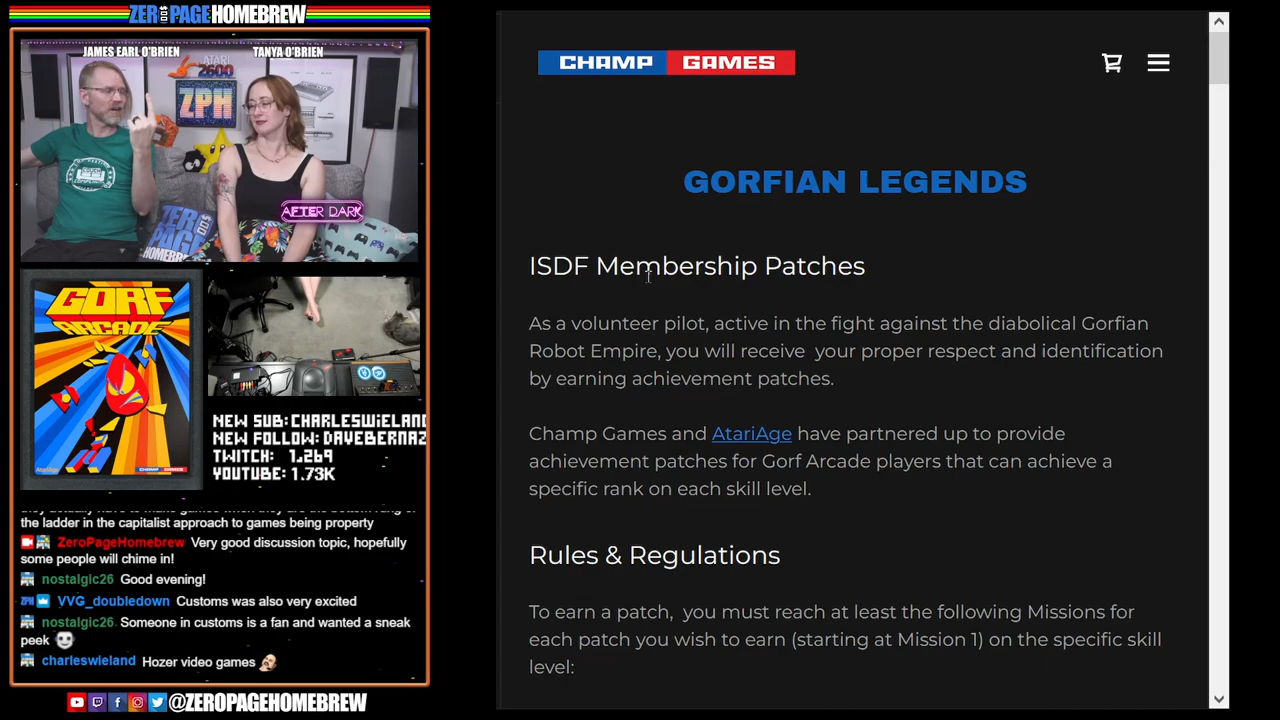 ZEROPAGEHOMEBREW
JAMES EARL O'BRIEN
TANYA O'BRIEN
ATARI
2600
ZPH
AFTER DARK
ZERO
PAGE
HOMEBREW
GORF
ARCADE
AtariAge
CHAMP GAMES
NEW SUB:CHARLESWIELAND
NEW FOLLOW:DAVEBERNAZ
TWITCH: 1,269
YOUTUBE: 1.73K
the ladder in the capitalist approach to games being property
ZeroPageHomebrew Very good discussion topic, hopefully
some people will chime in!
nostalgic26 Good evening!
VVG_doubledown Customs was also very excited
nostalgic26 Someone in customs is a fan and wanted a sneak
peek
charleswieland Hozer video games
@ZEROPAGEHOMEBREW
CHAMP GAMES
GORFIAN LEGENDS
ISDF Membership Patches
As a volunteer pilot, active in the fight against the diabolical Gorfian
Robot Empire, you will receive your proper respect and identification
by earning achievement patches.
Champ Games and AtariAge have partnered up to provide
achievement patches for Gorf Arcade players that can achieve a
specific rank on each skill level.
Rules & Regulations
To earn a patch, you must reach at least the following Missions for
each patch you wish to earn (starting at Mission 1) on the specific skill
level: